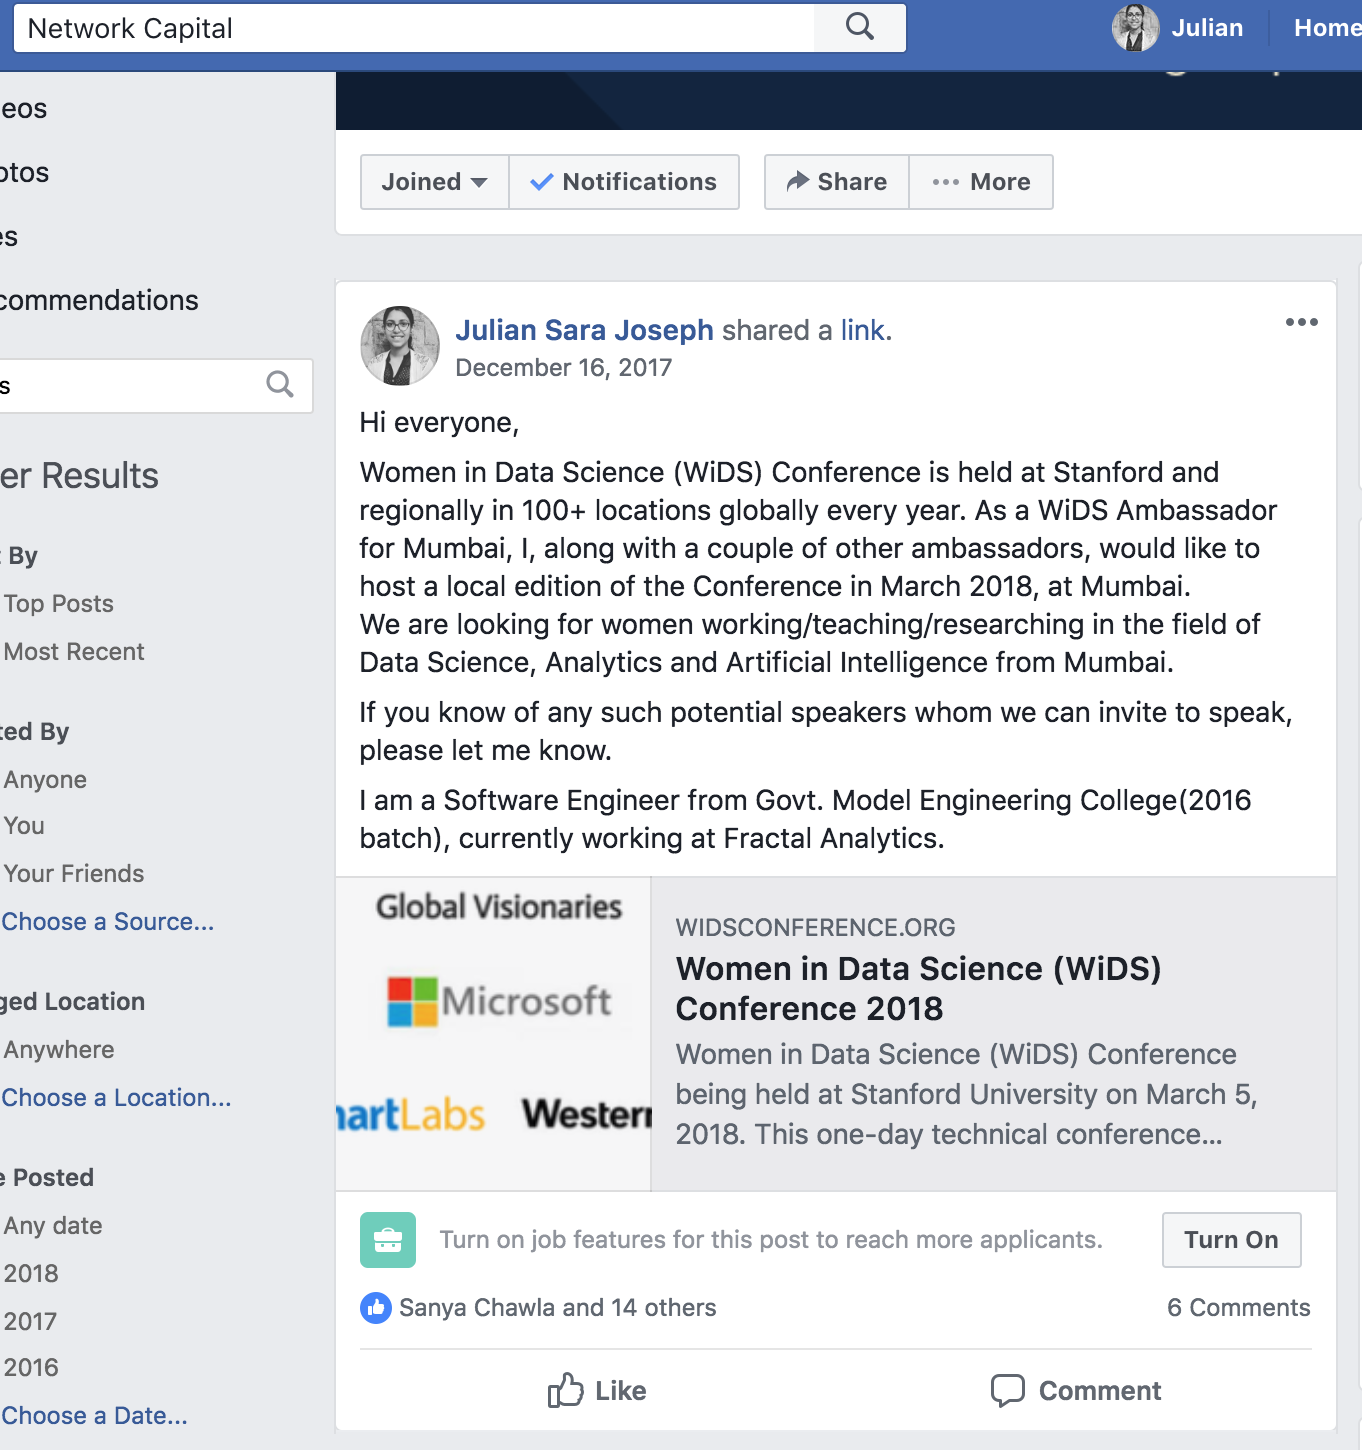 Network Capital
Julian
Home
eos
otos
es
commendations
s
er Results
By
Top Posts
Most Recent
ted By
Anyone
You
Your Friends
Choose a Source...
ged Location
Anywhere
Choose a Location...
e Posted
Any date
2018
2017
2016
Choose a Date...
Joined
Notifications
Share
More
Julian Sara Joseph shared a link.
December 16, 2017
Hi everyone,
Women in Data Science (WiDS) Conference is held at Stanford and
regionally in 100+ locations globally every year. As a WiDS Ambassador
for Mumbai, I, along with a couple of other ambassadors, would like to
host a local edition of the Conference in March 2018, at Mumbai.
We are looking for women working/teaching/researching in the field of
Data Science, Analytics and Artificial Intelligence from Mumbai.
If you know of any such potential speakers whom we can invite to speak,
please let me know.
I am a Software Engineer from Govt. Model Engineering College(2016
batch), currently working at Fractal Analytics.
Global Visionaries
Microsoft
artLabs
Western
WIDSCONFERENCE.ORG
Women in Data Science (WiDS)
Conference 2018
Women in Data Science (WiDS) Conference
being held at Stanford University on March 5,
2018. This one-day technical conference...
Turn on job features for this post to reach more applicants.
Turn On
Sanya Chawla and 14 others
6 Comments
Like
Comment